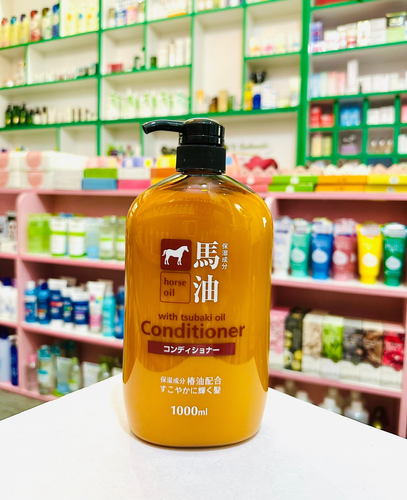 保湿成分
馬油
horse
oil
with tsubaki oil
Conditioner
コンディショナー
保湿成分 椿油配合
すこやかに輝く髪
1000ml